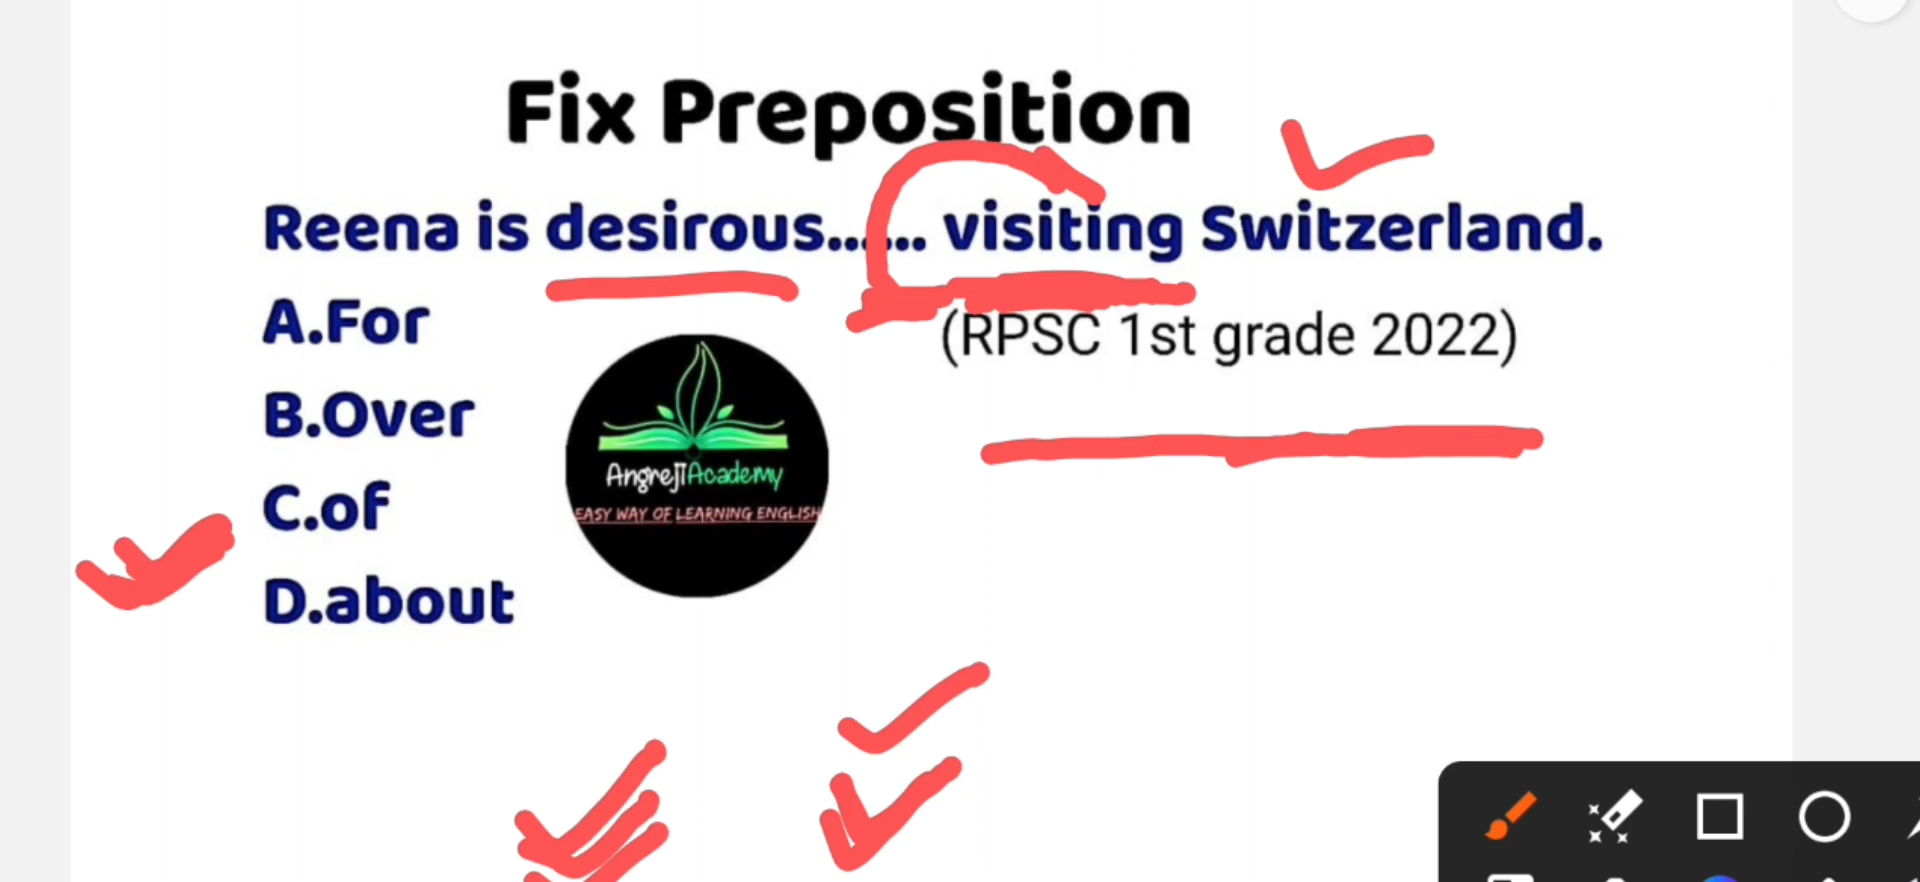 Fix Preposition
Reena is desirous...... visiting Switzerland.
A.For
(RPSC 1st grade 2022)
B.Over
C.of
D.about
AngrejiAcademy
EASY WAY OF LEARNING ENGLISH